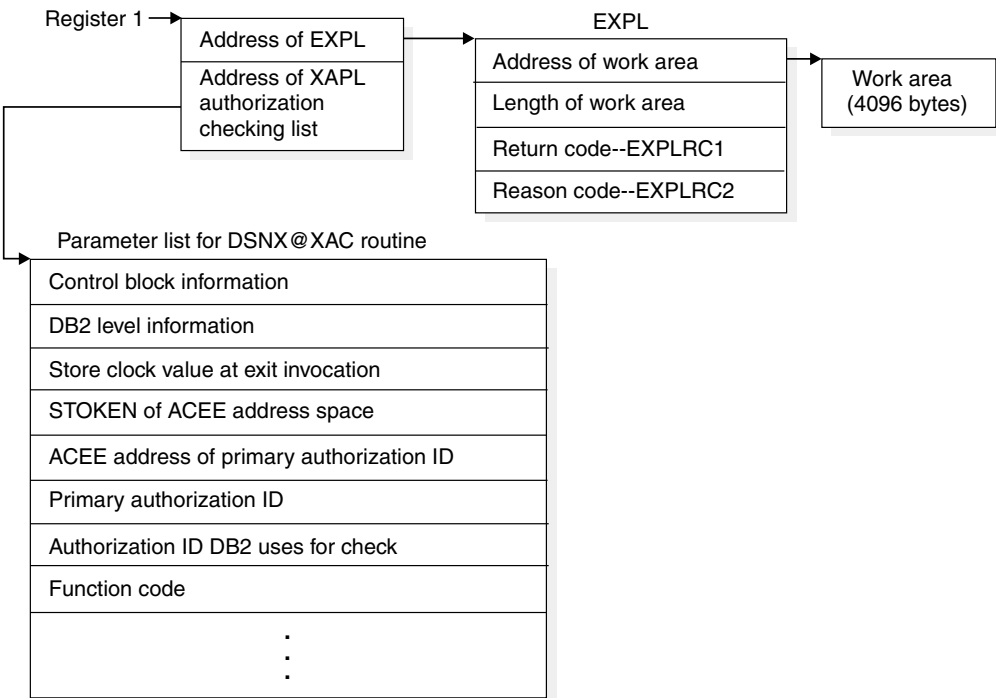 Register 1
Address of EXPL
Address of XAPL
authorization
checking list
EXPL
Address of work area
Length of work area
Return code--EXPLRC1
Reason code--EXPLRC2
Work area
(4096 bytes)
Parameter list for DSNX@XAC routine
Control block information
DB2 level information
Store clock value at exit invocation
STOKEN of ACEE address space
ACEE address of primary authorization ID
Primary authorization ID
Authorization ID DB2 uses for check
Function code
.
.
.